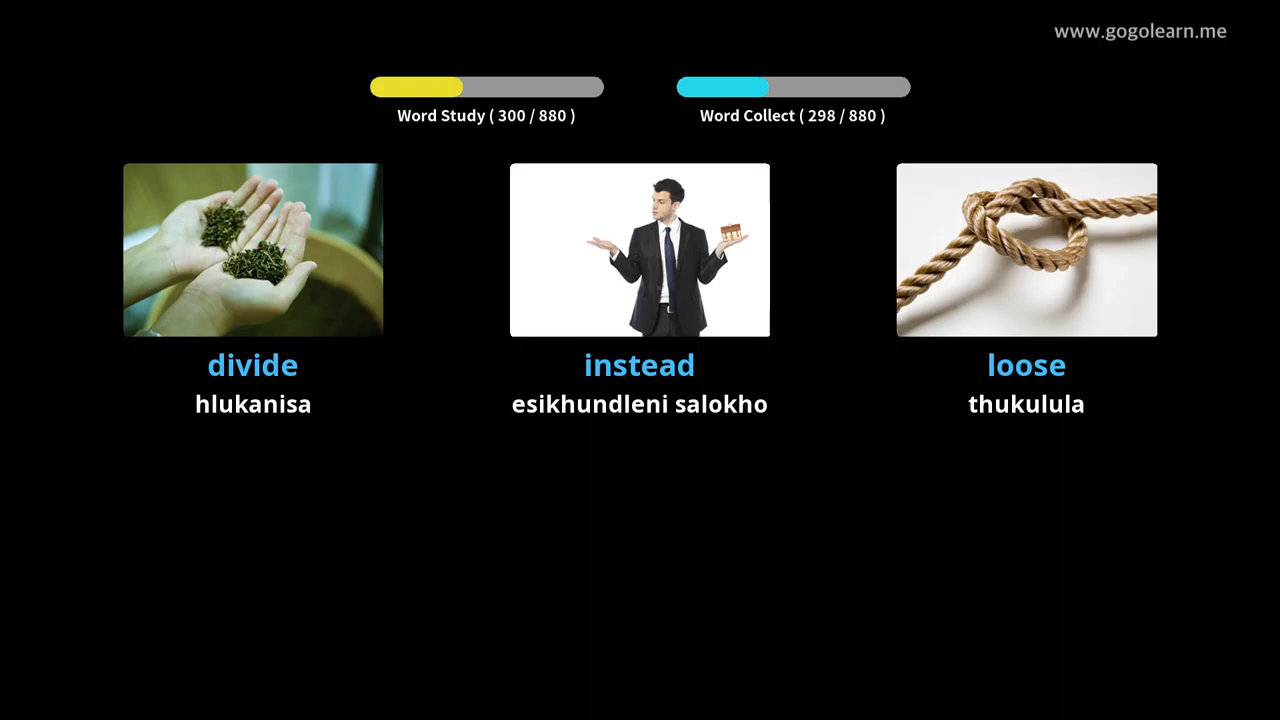 www.gogolearn.me
Word Study ( 300 / 880 )
Word Collect ( 298 / 880 )
divide
hlukanisa
instead
esikhundleni salokho
loose
thukulula